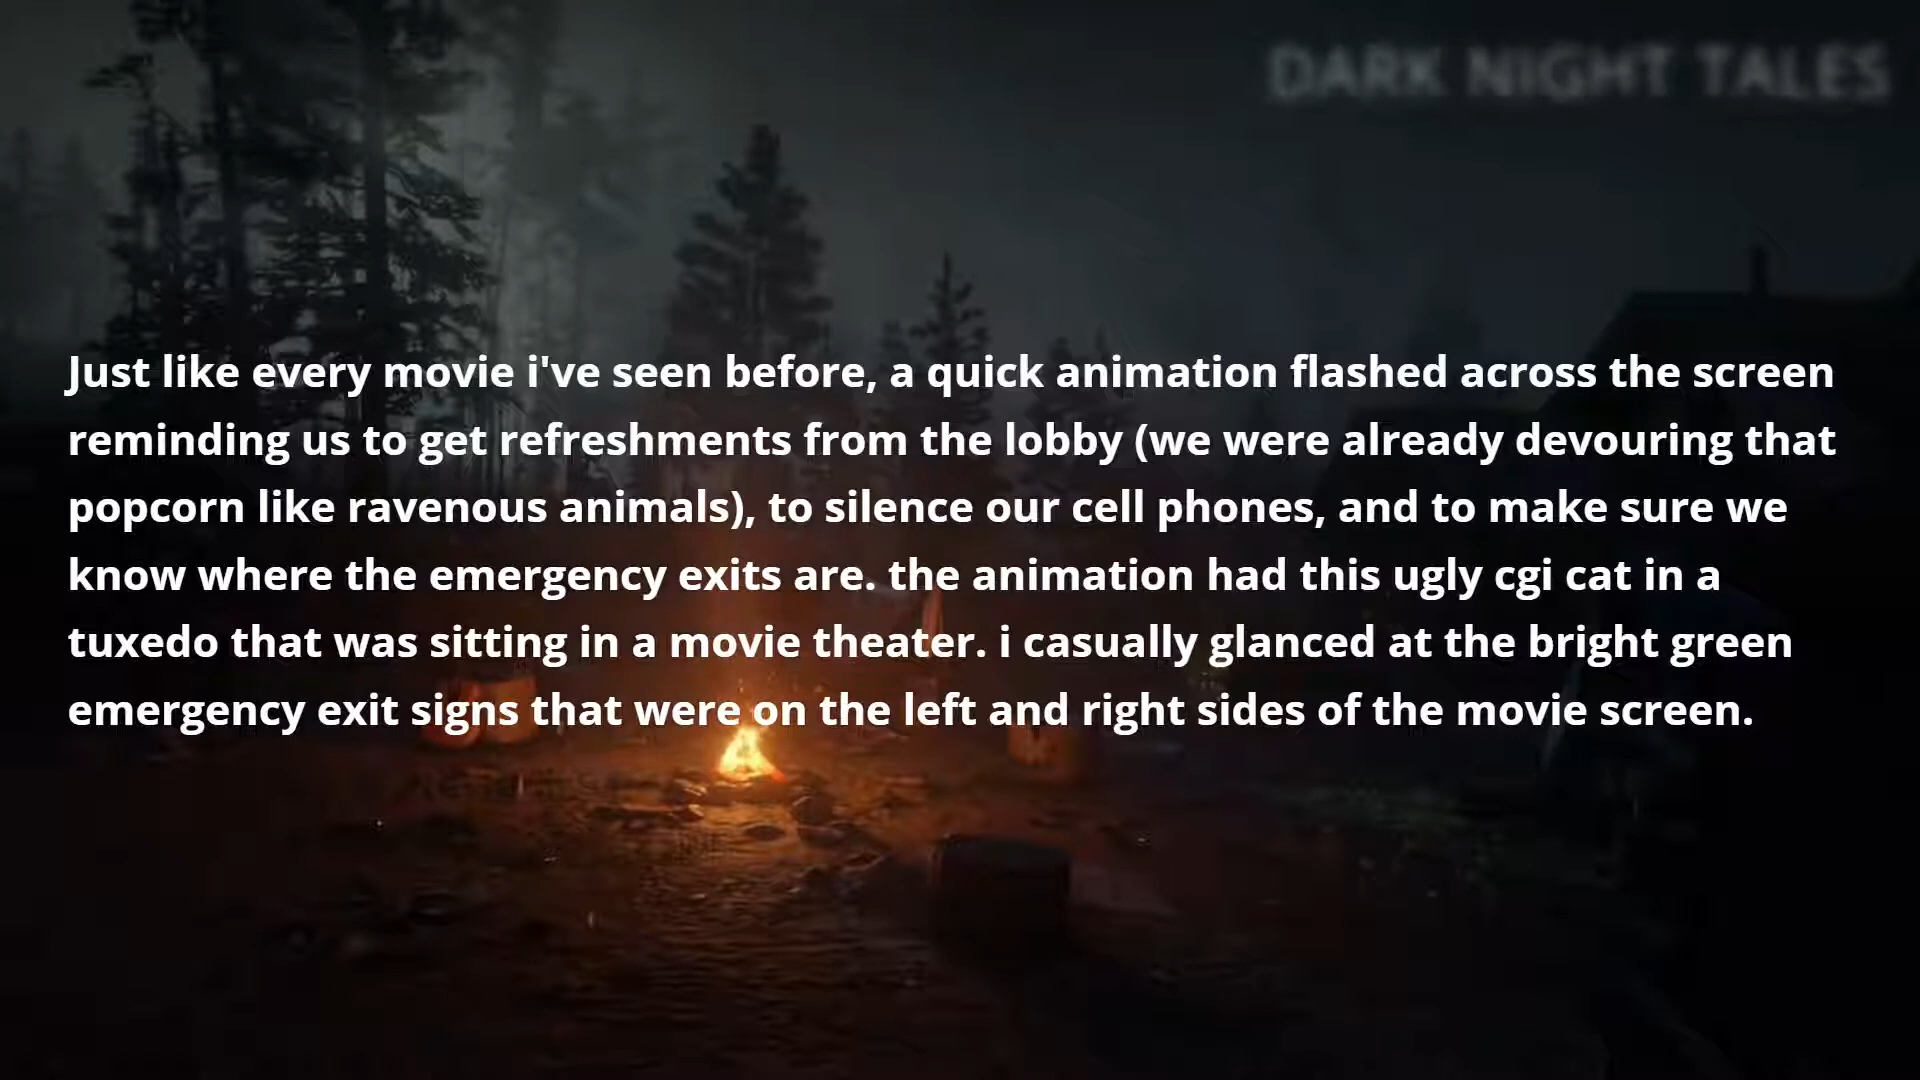 DARK NIGHT TALES
Just like every movie i've seen before, a quick animation flashed across the screen
reminding us to get refreshments from the lobby (we were already devouring that
popcorn like ravenous animals), to silence our cell phones, and to make sure we
know where the emergency exits are. the animation had this ugly cgi cat in a
tuxedo that was sitting in a movie theater. i casually glanced at the bright green
emergency exit signs that were on the left and right sides of the movie screen.